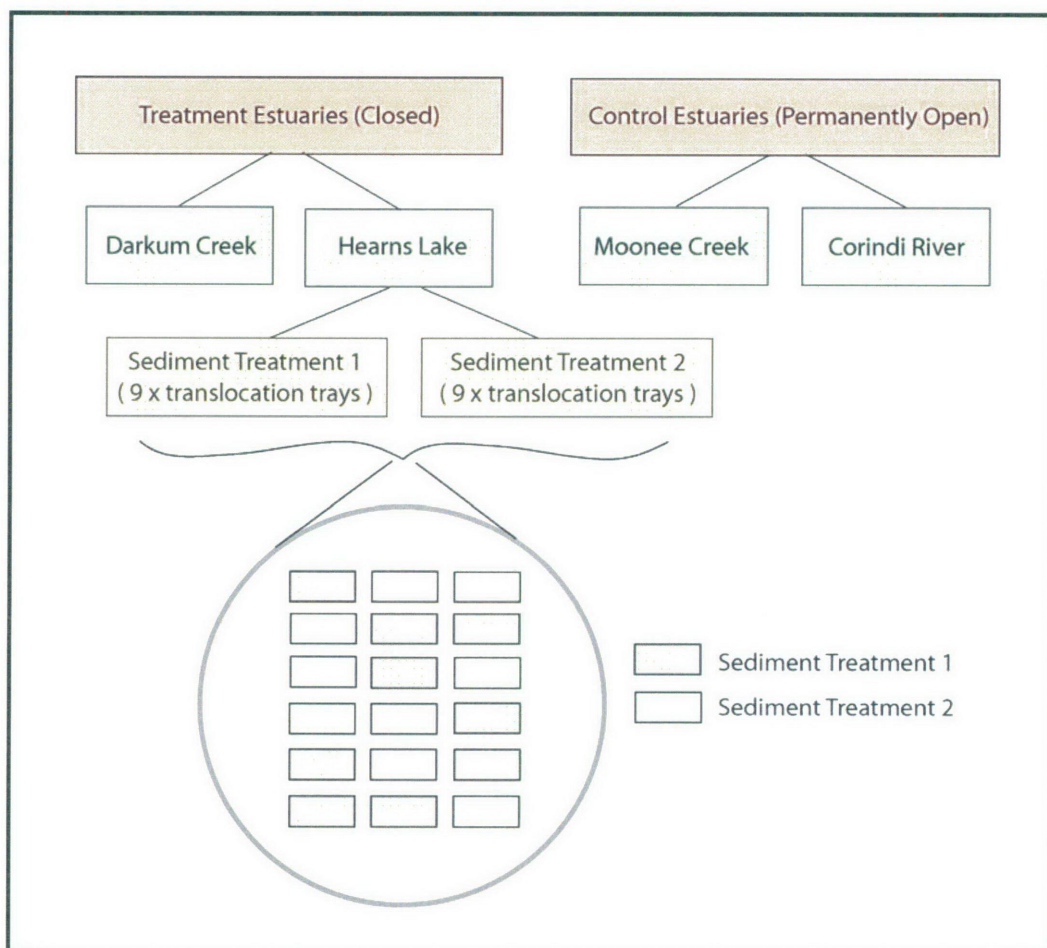 Treatment Estuaries (Closed)
Control Estuaries (Permanently Open)
Darkum Creek
Hearns Lake
Moonee Creek
Corindi River
Sediment Treatment 1
( 9 x translocation trays )
Sediment Treatment 2
( 9 x translocation trays )
Sediment Treatment 1
Sediment Treatment 2